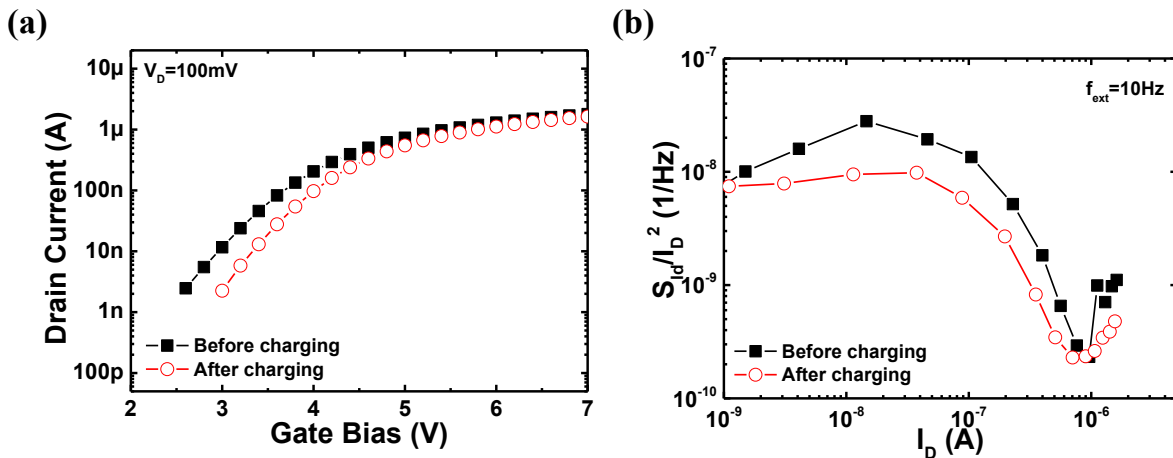 (a)
V_D=100mV
10µ
1µ
100n
10n
1n
100p
Drain Current (A)
Before charging
After charging
2 3 4 5 6 7
Gate Bias (V)
(b)
f_ext=10Hz
10^-7
10^-8
10^-9
10^-10
S_Id/I_D^2 (1/Hz)
Before charging
After charging
10^-9 10^-8 10^-7 10^-6
I_D (A)